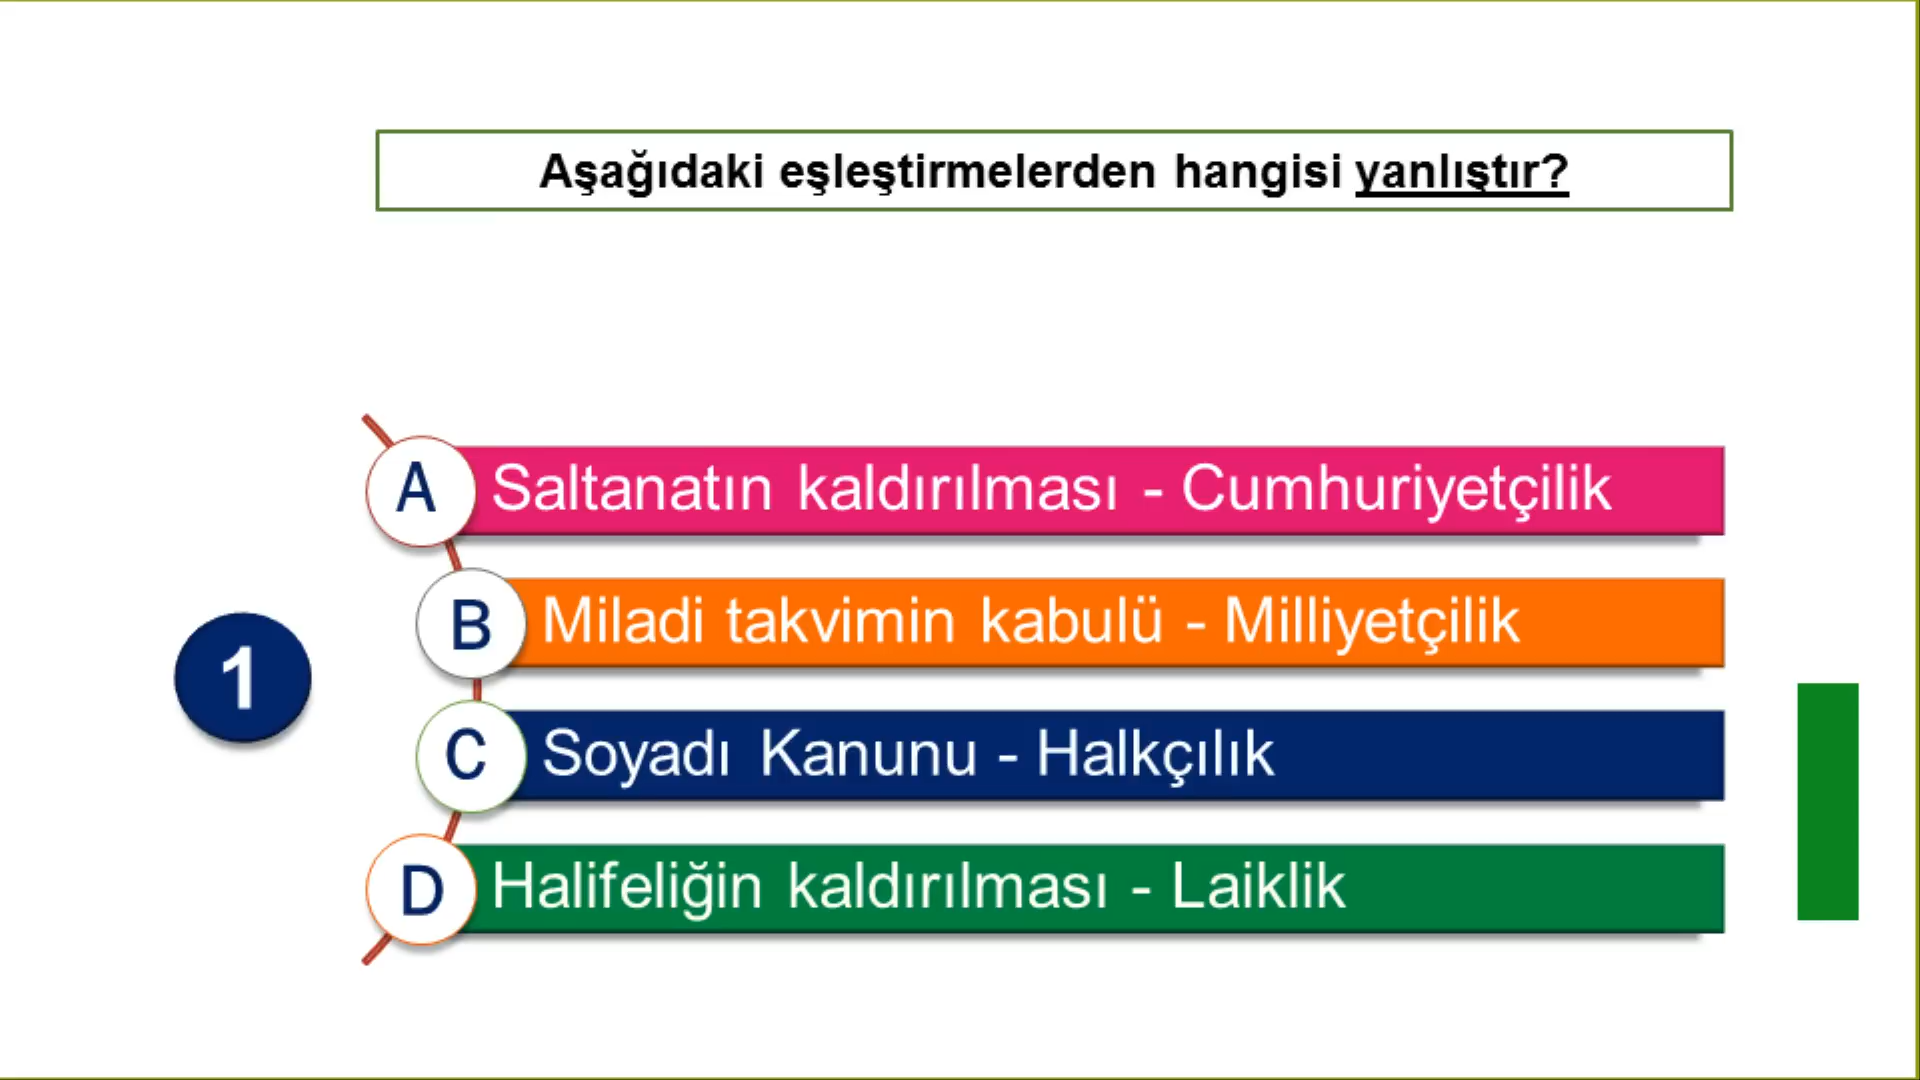 Aşağıdaki eşleştirmelerden hangisi yanlıştır?
A Saltanatın kaldırılması - Cumhuriyetçilik
B Miladi takvimin kabulü - Milliyetçilik
1
C Soyadı Kanunu - Halkçılık
D Halifeliğin kaldırılması - Laiklik